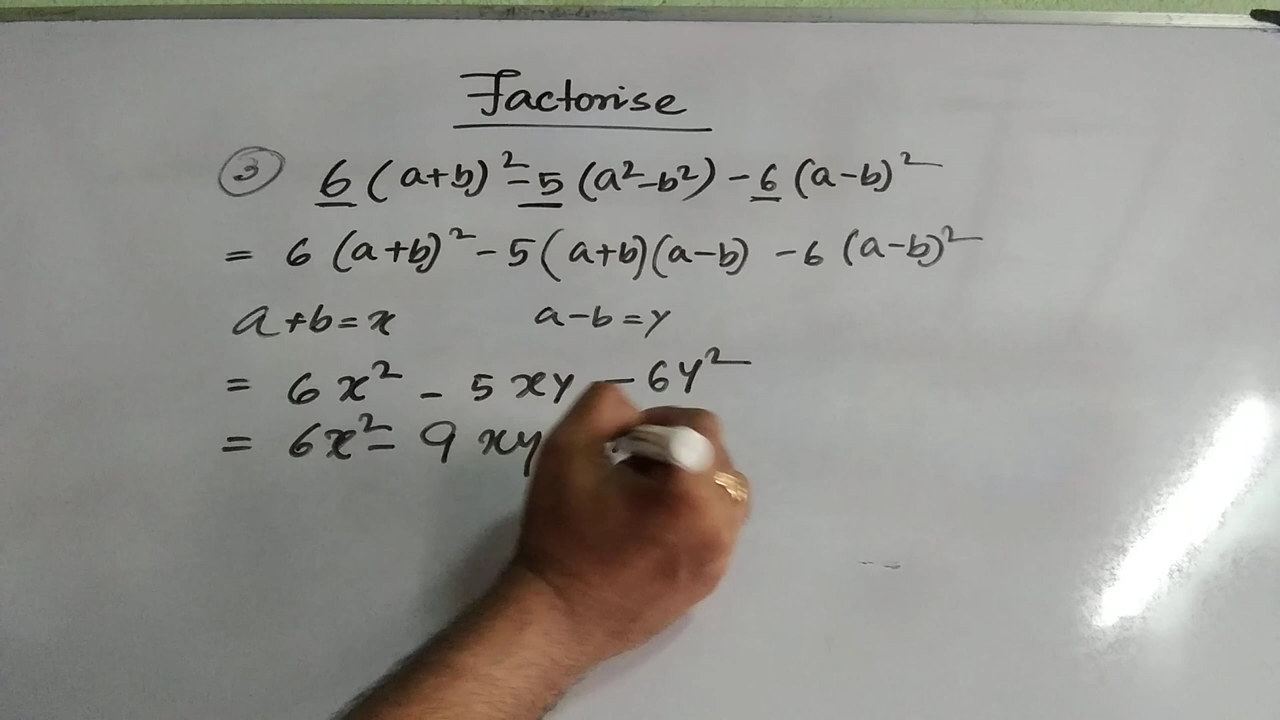 Factorise
③ 6(a+b)²-5(a²-b²)-6(a-b)²
= 6(a+b)²-5(a+b)(a-b) -6(a-b)²
a+b=x a-b=y
= 6x² - 5xy - 6y²
= 6x² - 9xy